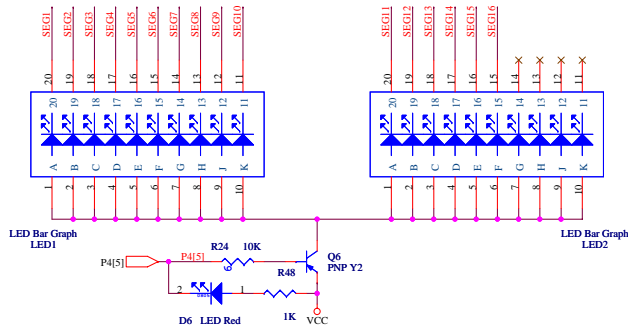 SEG1 SEG2 SEG3 SEG4 SEG5 SEG6 SEG7 SEG8 SEG9 SEG10 SEG11 SEG12 SEG13 SEG14 SEG15 SEG16
20 19 18 17 16 15 14 13 12 11 20 19 18 17 16 15 14 13 12 11
20 19 18 17 16 15 14 13 12 11 20 19 18 17 16 15 14 13 12 11
A B C D E F G H J K A B C D E F G H J K
1 2 3 4 5 6 7 8 9 10 1 2 3 4 5 6 7 8 9 10
LED Bar Graph LED Bar Graph
LED1 LED2
R24 10K Q6
P4[5] P4[5] PNP Y2
R48
2 1
D6 LED Red 1K VCC